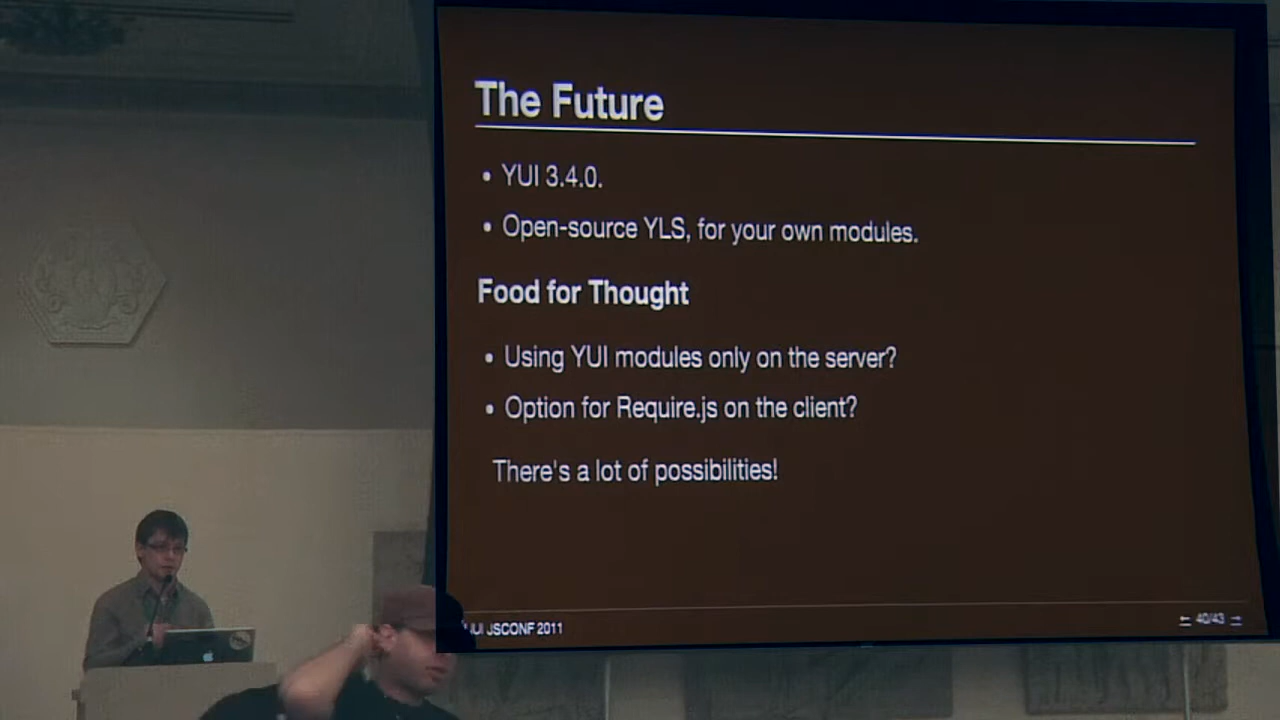 The Future
• YUI 3.4.0.
• Open-source YLS, for your own modules.
Food for Thought
• Using YUI modules only on the server?
• Option for Require.js on the client?
There's a lot of possibilities!
JSCONF 2011
40/43